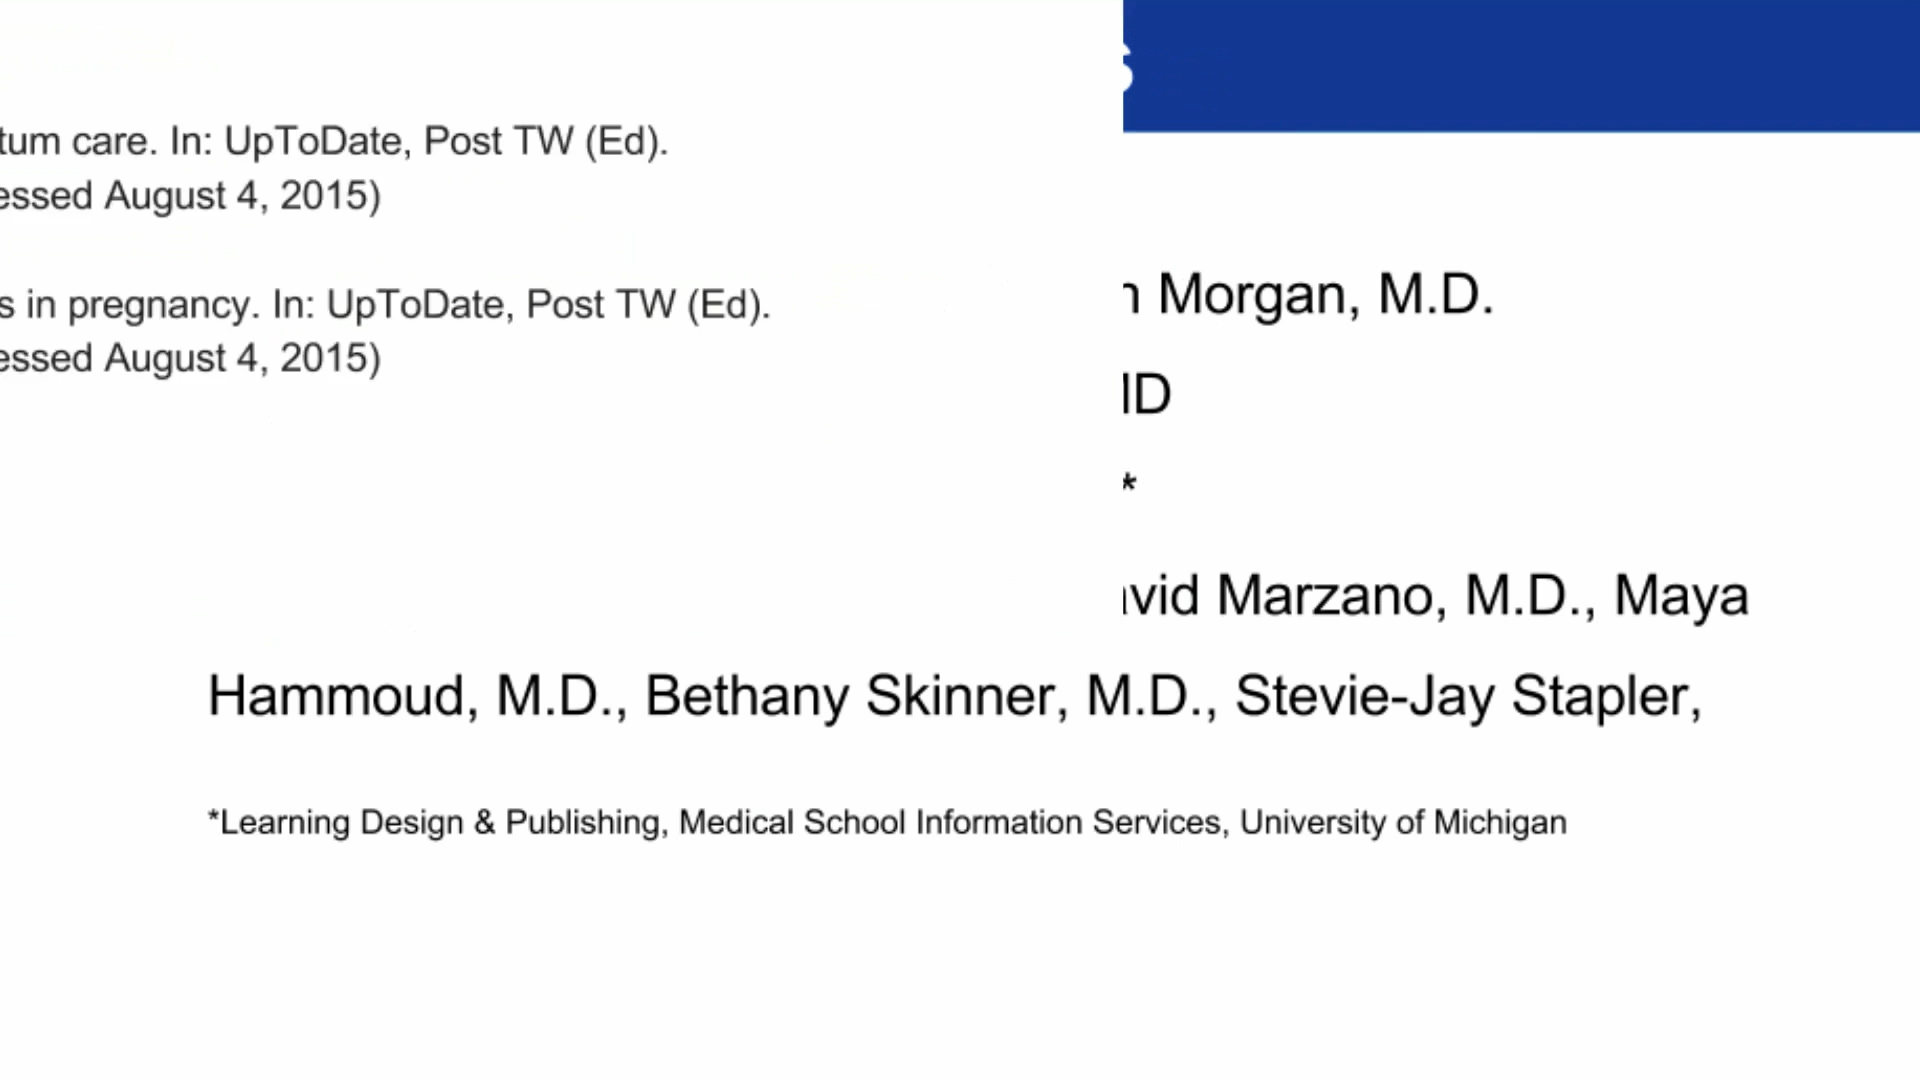 tum care. In: UpToDate, Post TW (Ed).
essed August 4, 2015)
s in pregnancy. In: UpToDate, Post TW (Ed).
essed August 4, 2015)
s
n Morgan, M.D.
D
*
vid Marzano, M.D., Maya
Hammoud, M.D., Bethany Skinner, M.D., Stevie-Jay Stapler,
*Learning Design & Publishing, Medical School Information Services, University of Michigan